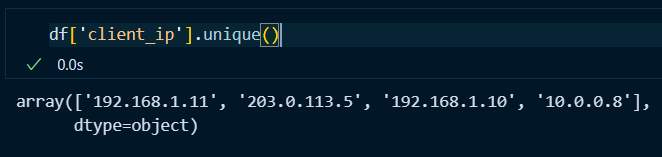 df['client_ip'].unique()
0.0s
array(['192.168.1.11', '203.0.113.5', '192.168.1.10', '10.0.0.8'],
dtype=object)